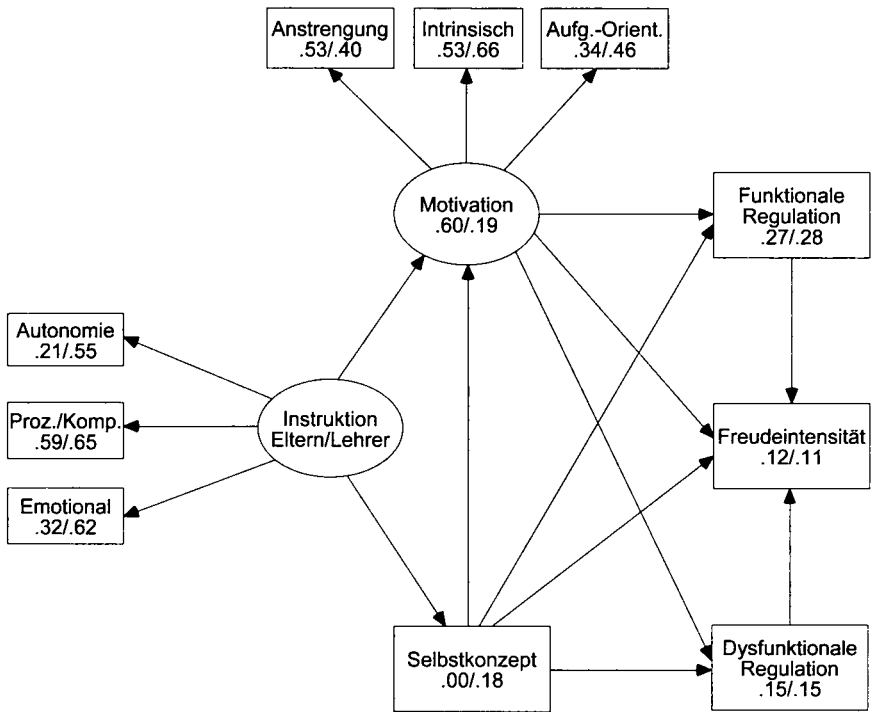 Anstrengung
.53/.40
Intrinsisch
.53/.66
Aufg.-Orient.
.34/.46
Motivation
.60/.19
Funktionale
Regulation
.27/.28
Autonomie
.21/.55
Proz./Komp.
.59/.65
Emotional
.32/.62
Instruktion
Eltern/Lehrer
Freudeintensität
.12/.11
Selbstkonzept
.00/.18
Dysfunktionale
Regulation
.15/.15